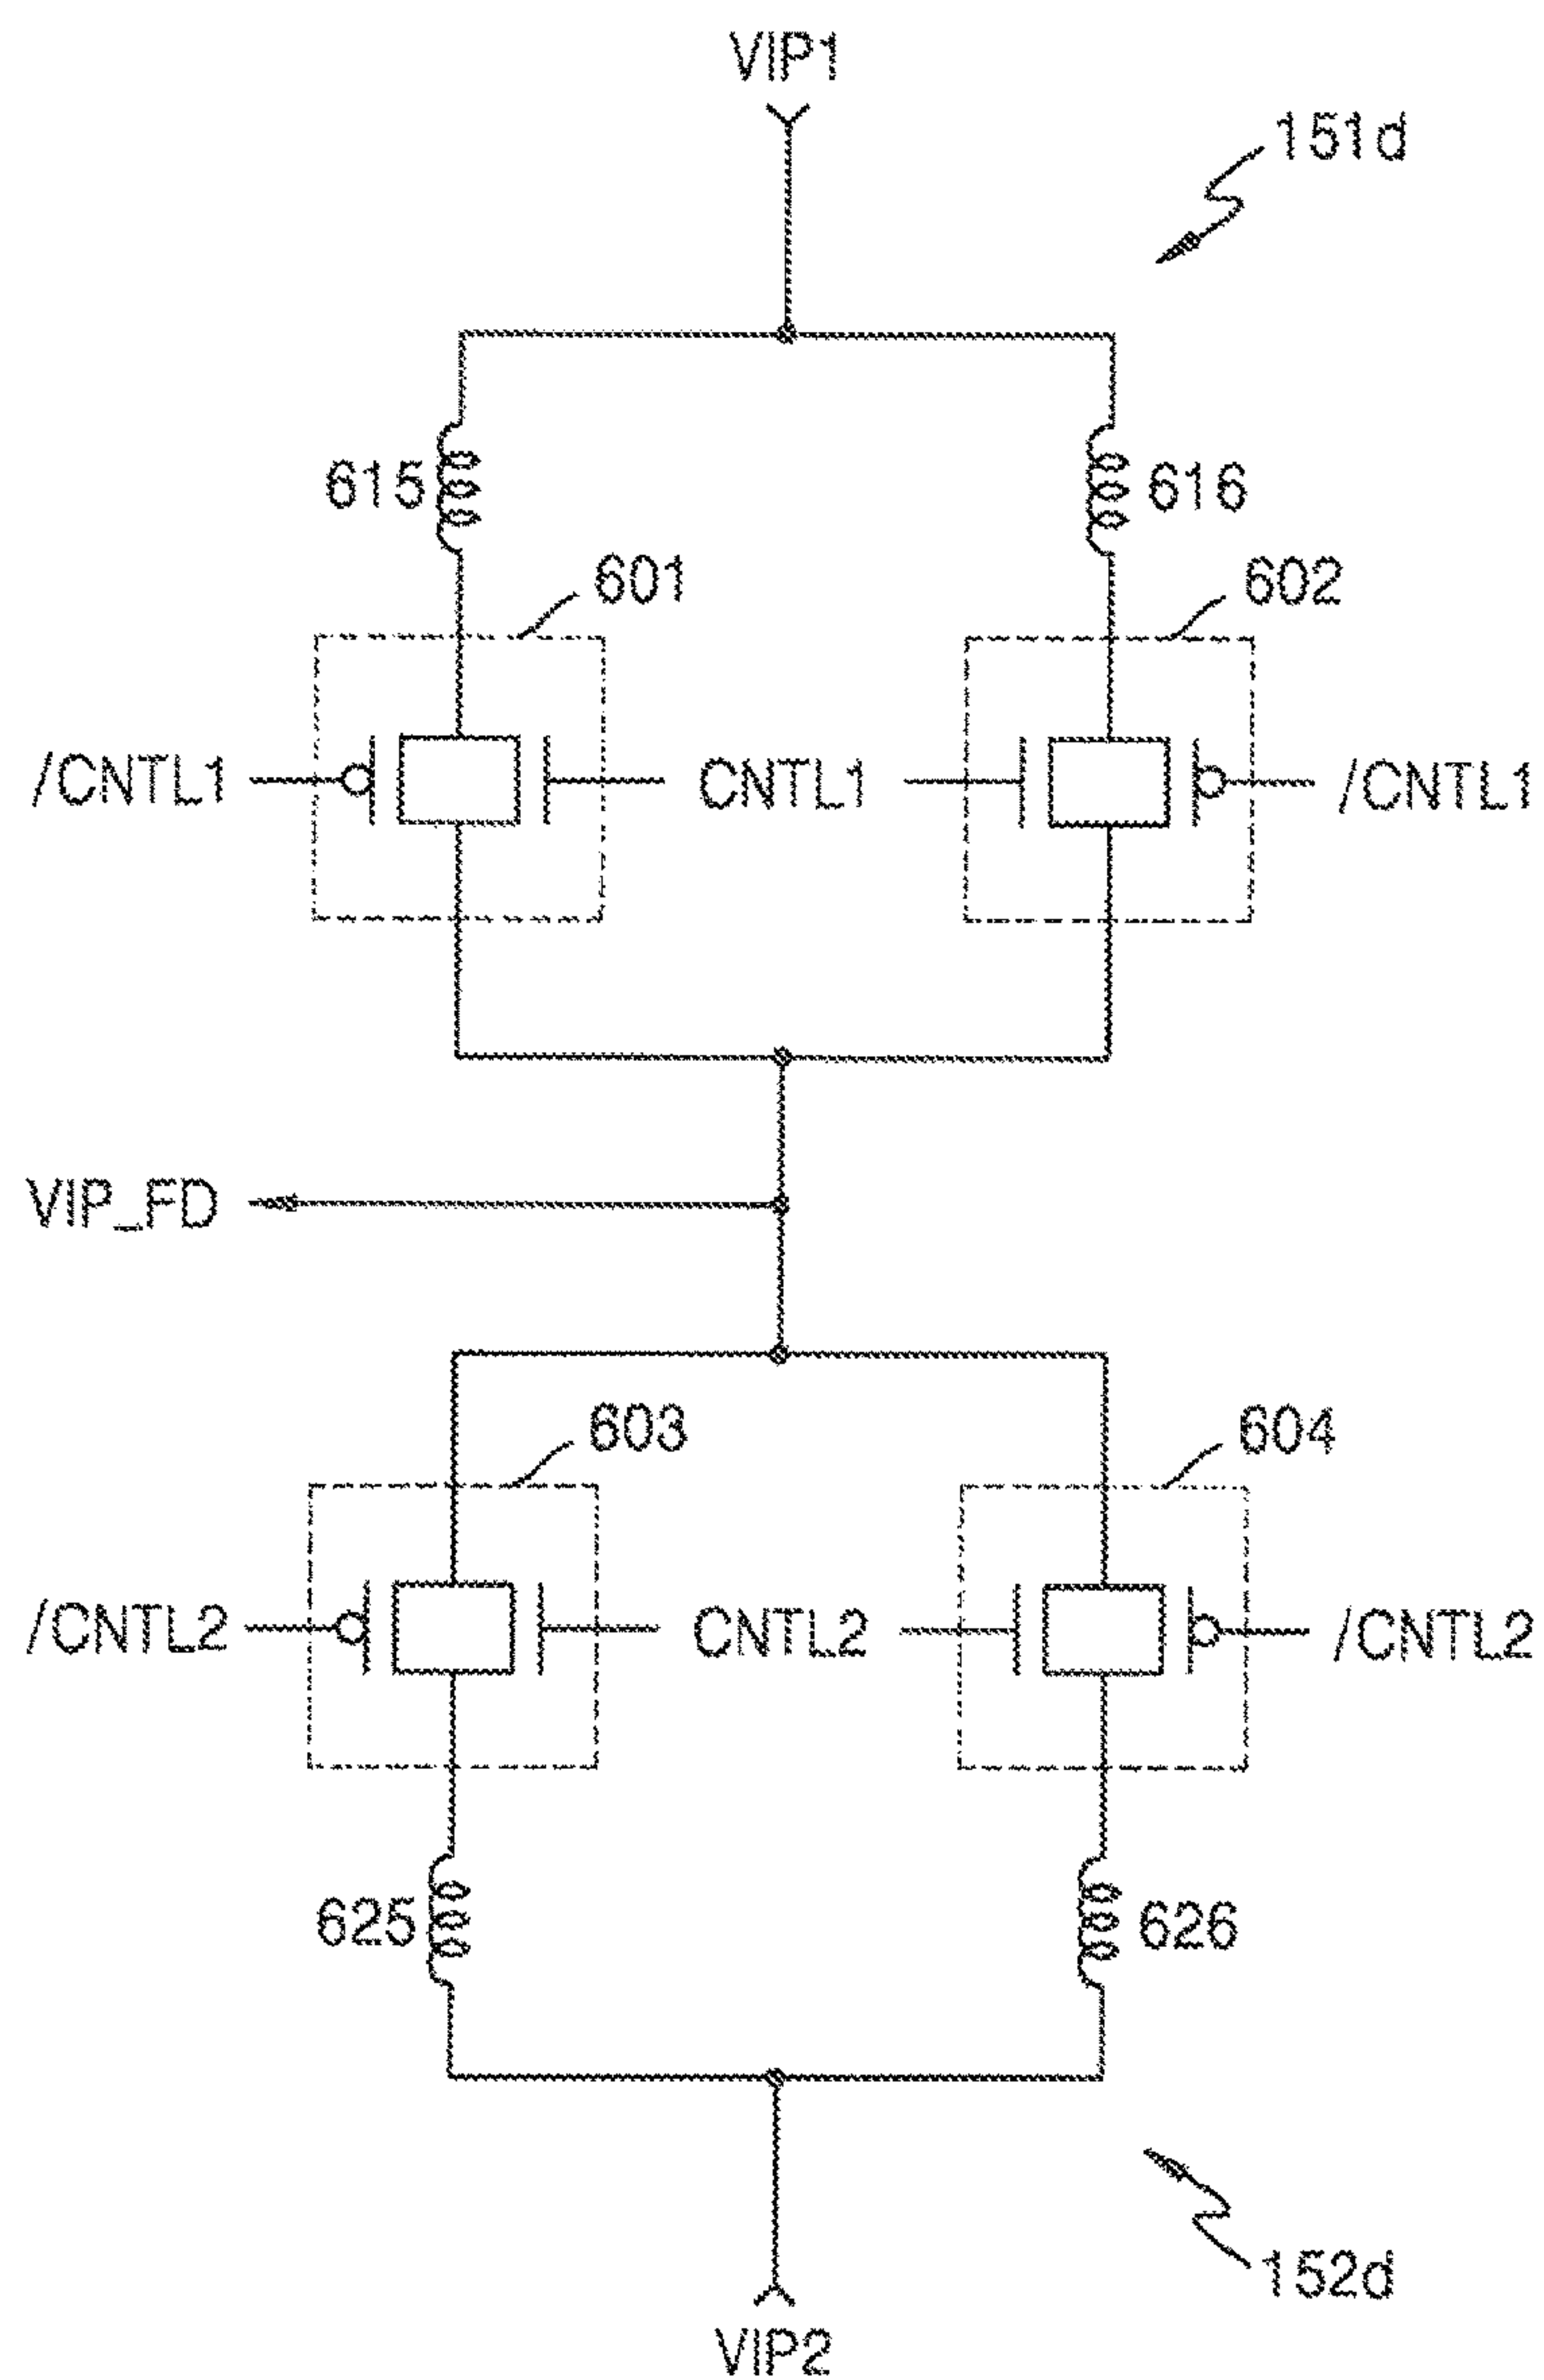 VIP1
151d
615
616
601
602
/CNTL1
CNTL1
/CNTL1
VIP_FD
603
604
/CNTL2
CNTL2
/CNTL2
625
626
152d
VIP2